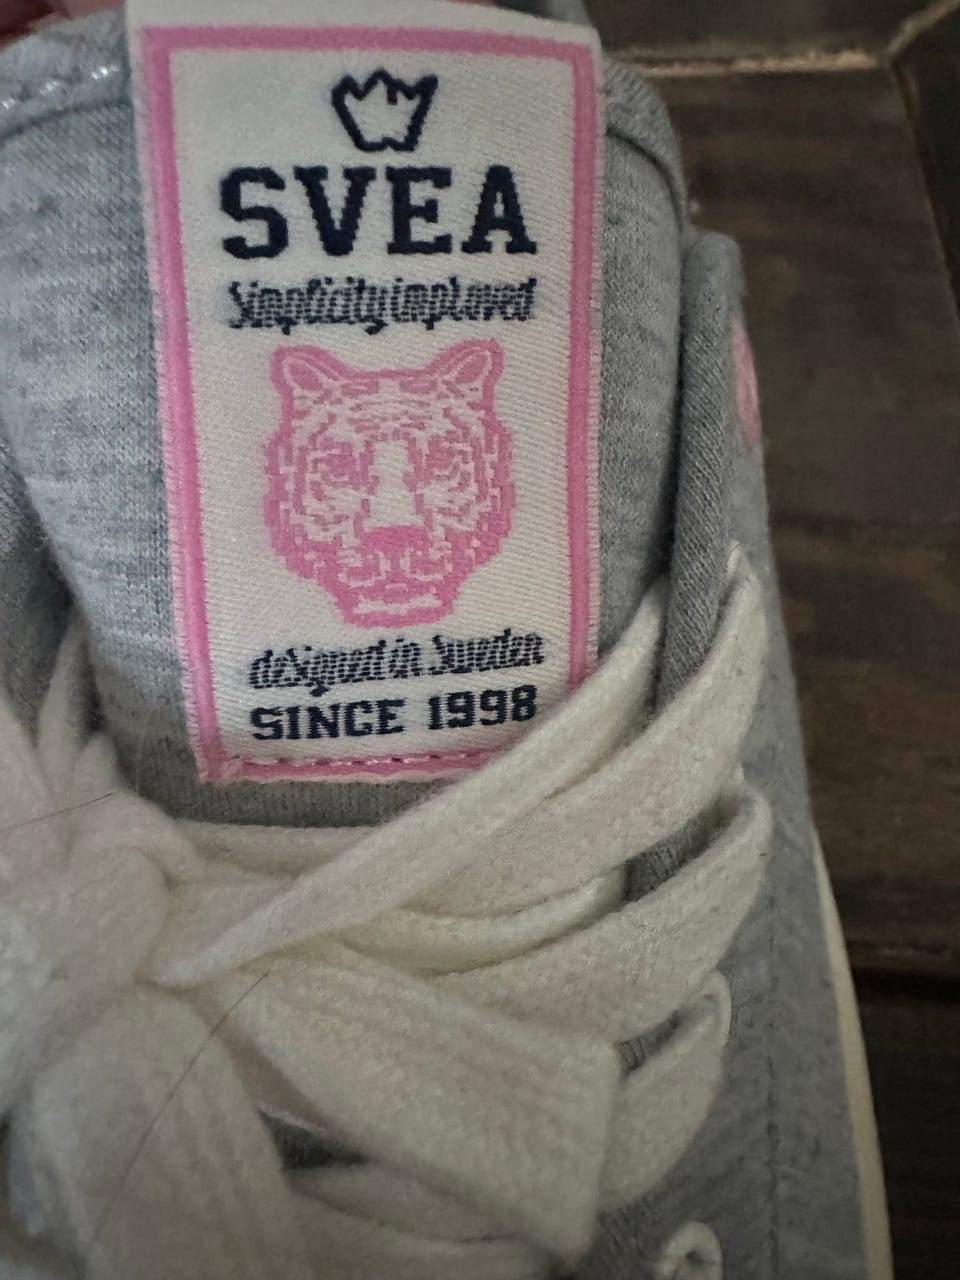 SVEA
Simplicity improved
designed in Sweden
SINCE 1998